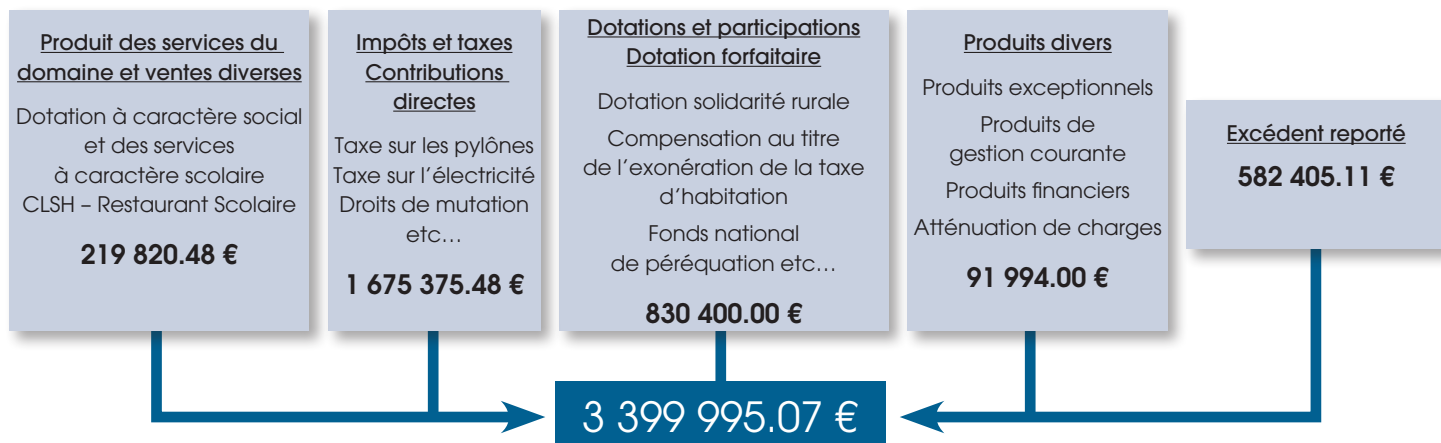 Produit des services du
domaine et ventes diverses
Dotation à caractère social
et des services
à caractère scolaire
CLSH – Restaurant Scolaire
219 820.48 €
Impôts et taxes
Contributions
directes
Taxe sur les pylônes
Taxe sur l’électricité
Droits de mutation
etc…
1 675 375.48 €
Dotations et participations
Dotation forfaitaire
Dotation solidarité rurale
Compensation au titre
de l’exonération de la taxe
d’habitation
Fonds national
de péréquation etc…
830 400.00 €
Produits divers
Produits exceptionnels
Produits de
gestion courante
Produits financiers
Atténuation de charges
91 994.00 €
Excédent reporté
582 405.11 €
3 399 995.07 €